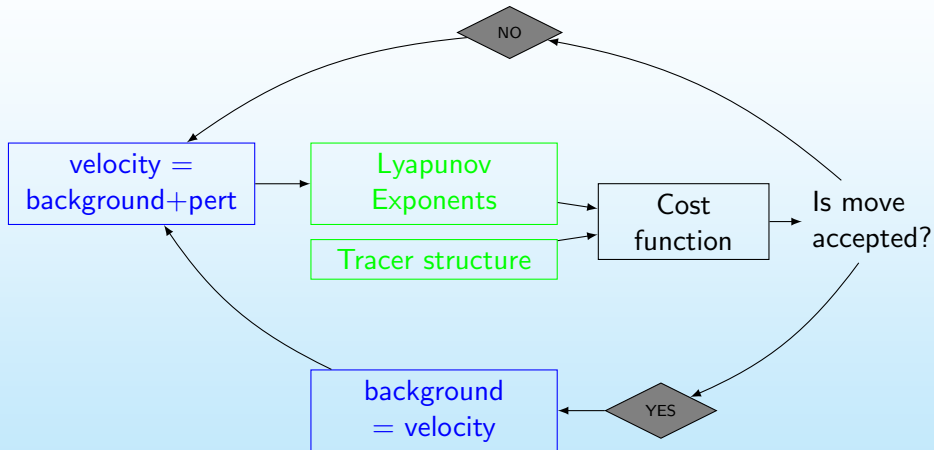 NO
velocity =
background+pert
Lyapunov
Exponents
Tracer structure
Cost
function
Is move
accepted?
background
= velocity
YES